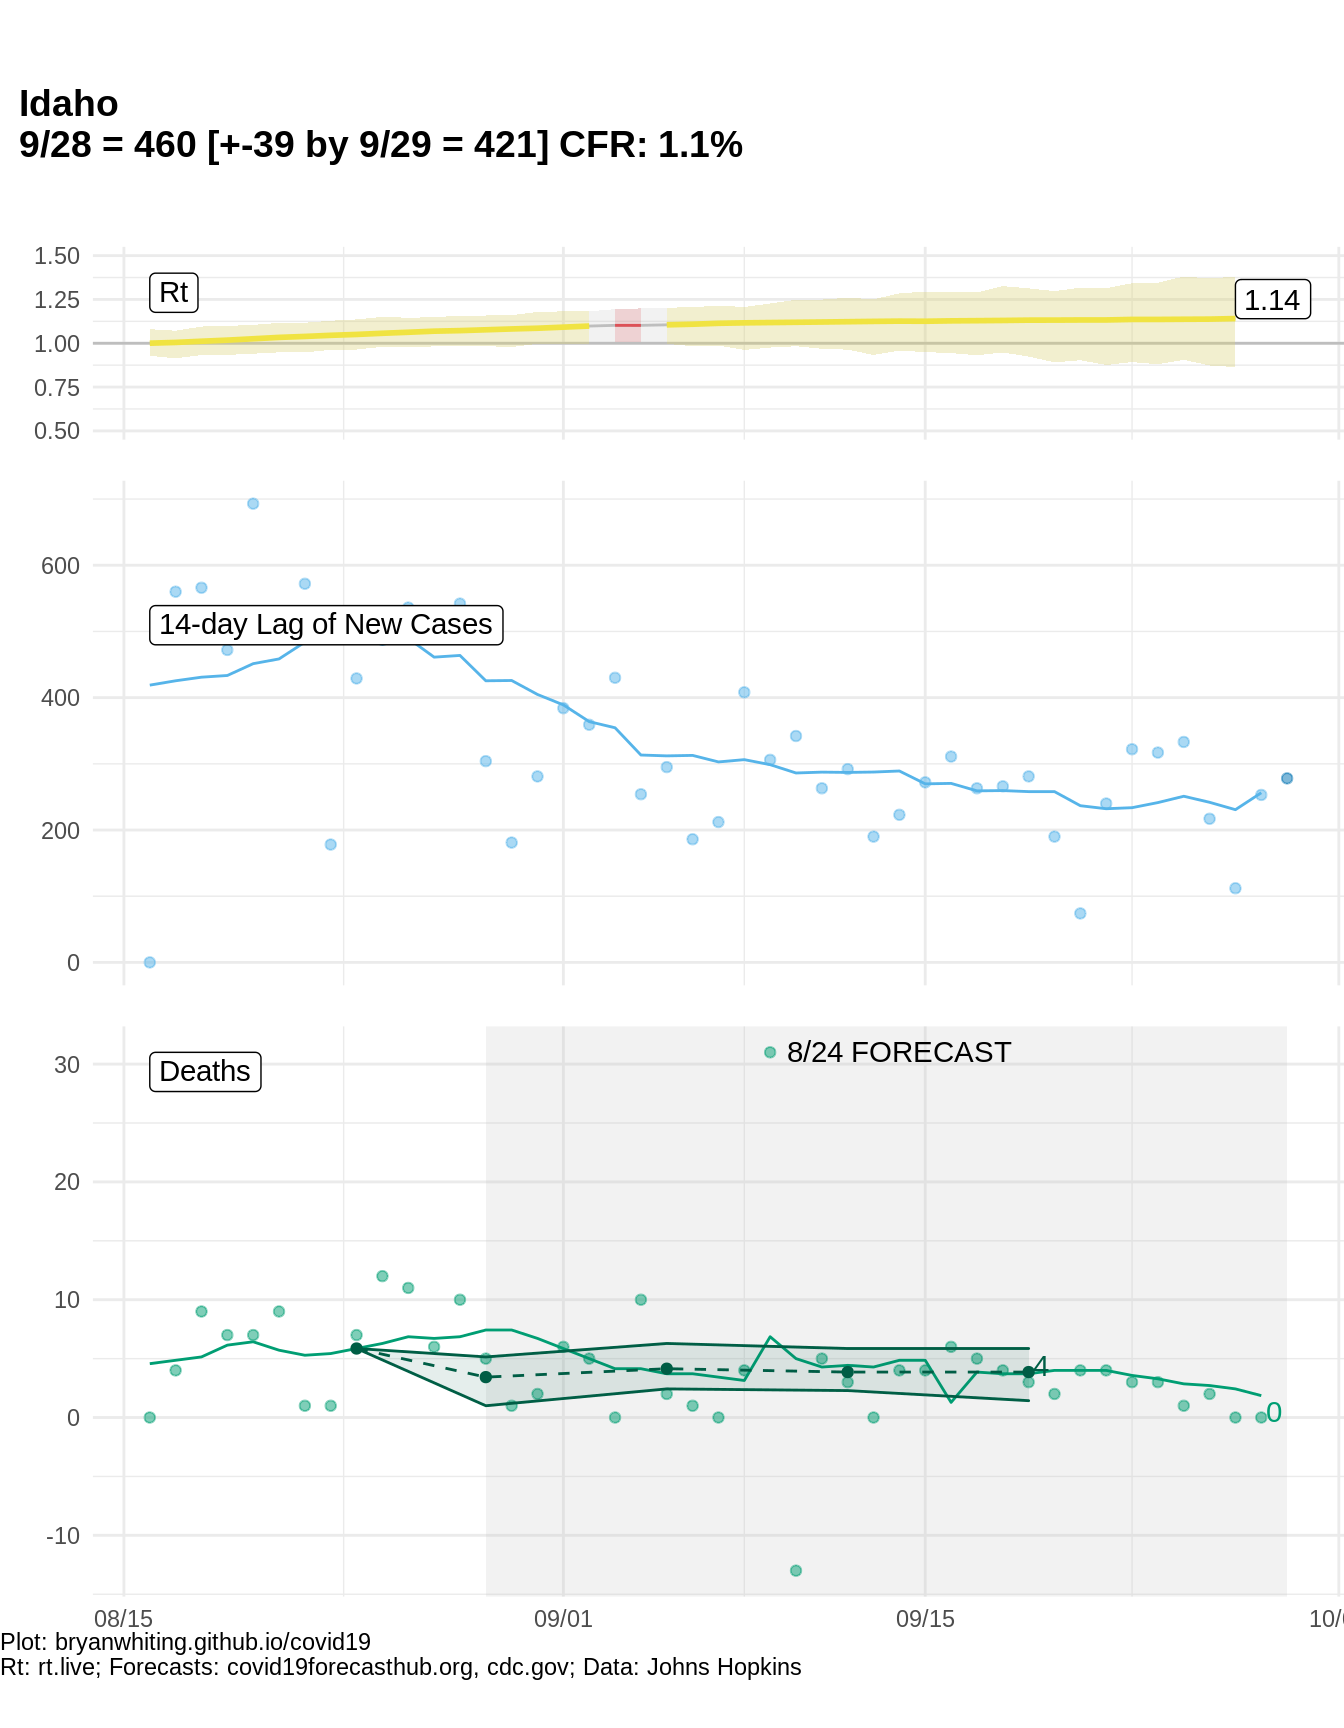 Idaho
9/28 = 460 [+-39 by 9/29 = 421] CFR: 1.1%
1.50
1.25
1.00
0.75
0.50
Rt
1.14
600
400
200
0
14-day Lag of New Cases
30
20
10
0
-10
Deaths
8/24 FORECAST
4
0
08/15 09/01 09/15 10/
Plot: bryanwhiting.github.io/covid19
Rt: rt.live; Forecasts: covid19forecasthub.org, cdc.gov; Data: Johns Hopkins